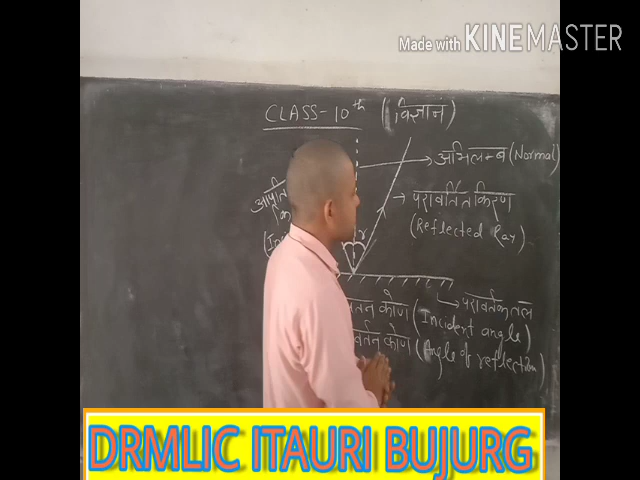 Made with KINEMASTER
CLASS-10th (विज्ञान)
अभिलम्ब (Normal)
आपतित
परावर्तित किरण
(Reflected Ray)
r
परावर्तक तल
कोण (Incident angle)
कोण (Angle of reflection)
DRMLIC ITAURI BUJURG